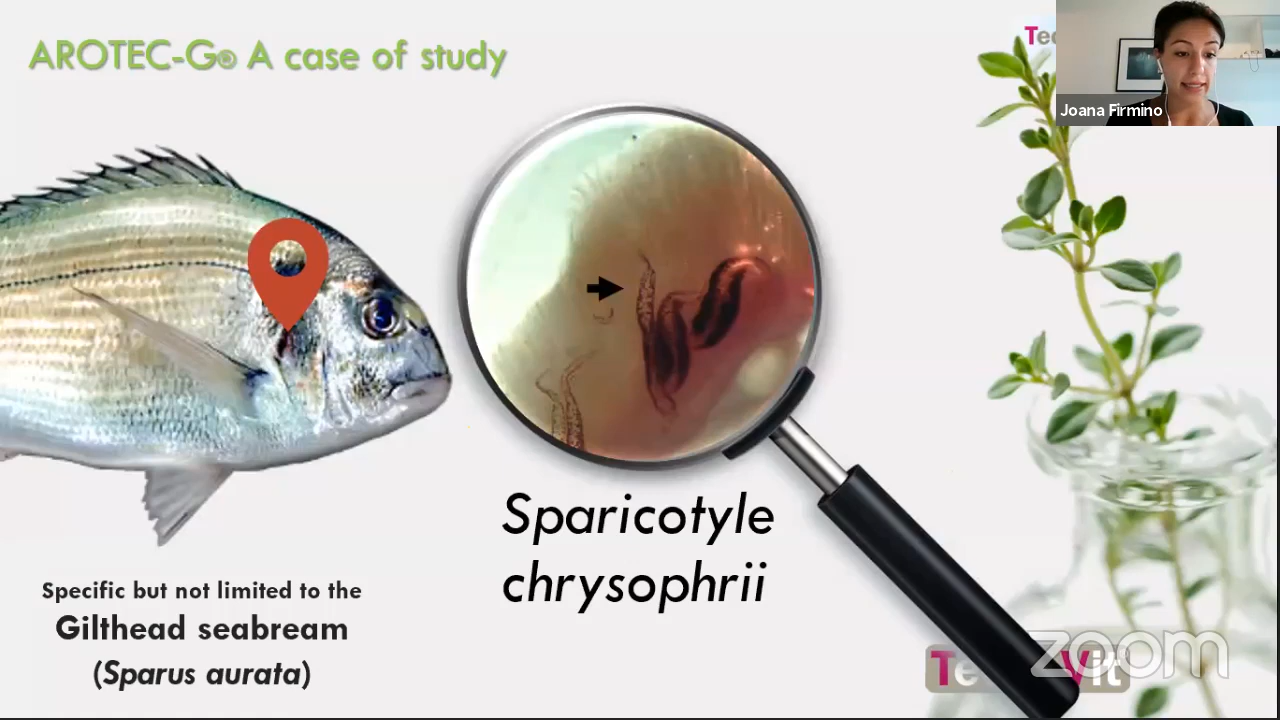 AROTEC-G® A case of study
Joana Firmino
Sparicotyle
chrysophrii
Specific but not limited to the
Gilthead seabream
(Sparus aurata)
zoom